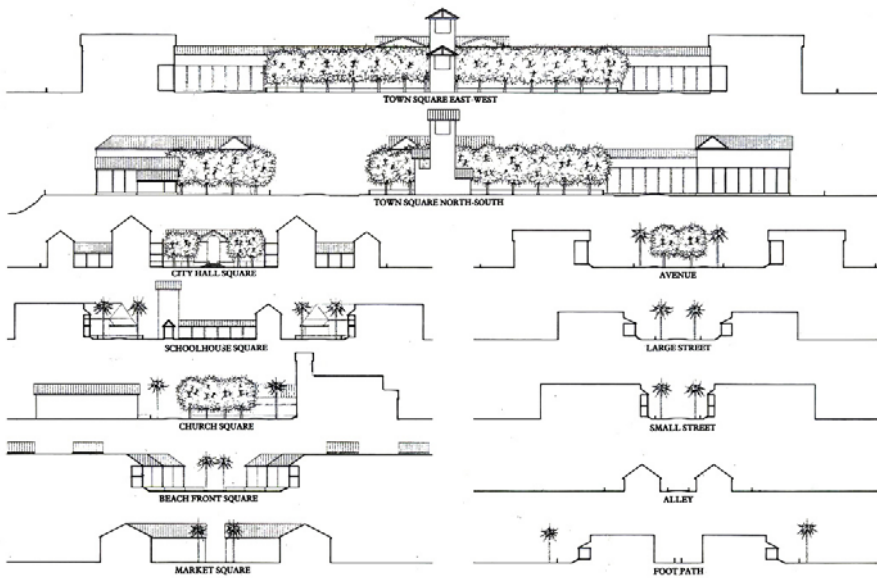 TOWN SQUARE EAST-WEST
TOWN SQUARE NORTH-SOUTH
CITY HALL SQUARE
AVENUE
SCHOOLHOUSE SQUARE
LARGE STREET
CHURCH SQUARE
SMALL STREET
BEACH FRONT SQUARE
ALLEY
MARKET SQUARE
FOOT PATH